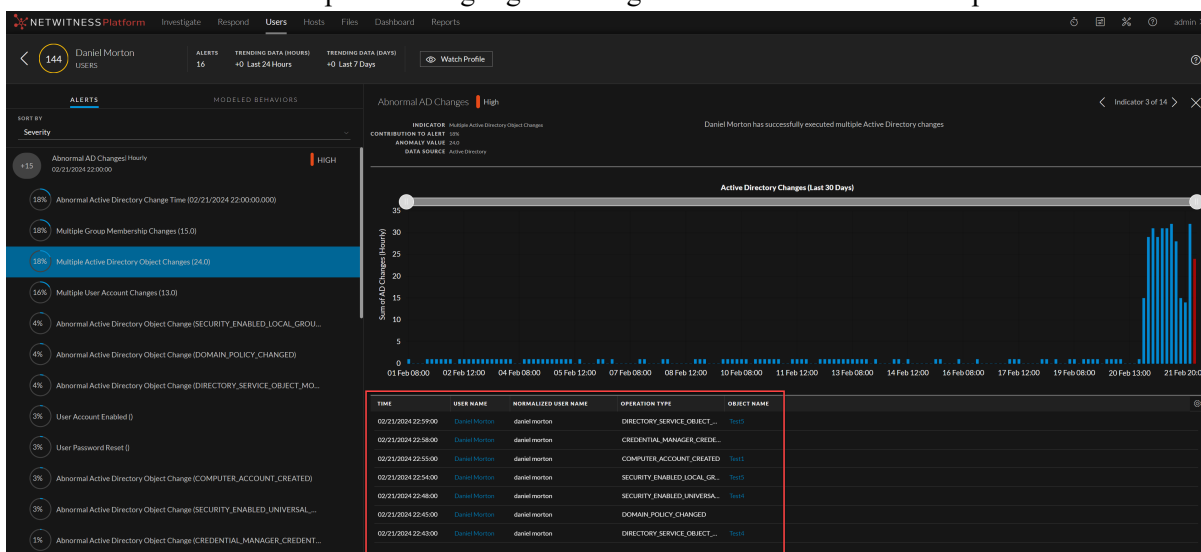 NETWITNESS Platform Investigate Respond Users Hosts Files Dashboard Reports admin
144 Daniel Morton
USERS
ALERTS TRENDING DATA (HOURS) TRENDING DATA (DAYS)
16 +0 Last 24 Hours +0 Last 7 Days
Watch Profile
ALERTS MODELED BEHAVIORS
SORT BY
Severity
+15 Abnormal AD Changes| Hourly HIGH
02/21/2024 22:00:00
18% Abnormal Active Directory Change Time (02/21/2024 22:00:00.000)
18% Multiple Group Membership Changes (15.0)
18% Multiple Active Directory Object Changes (24.0)
16% Multiple User Account Changes (13.0)
4% Abnormal Active Directory Object Change (SECURITY_ENABLED_LOCAL_GROU...
4% Abnormal Active Directory Object Change (DOMAIN_POLICY_CHANGED)
4% Abnormal Active Directory Object Change (DIRECTORY_SERVICE_OBJECT_MO...
3% User Account Enabled ()
3% User Password Reset ()
3% Abnormal Active Directory Object Change (COMPUTER_ACCOUNT_CREATED)
3% Abnormal Active Directory Object Change (SECURITY_ENABLED_UNIVERSAL_...
1% Abnormal Active Directory Object Change (CREDENTIAL_MANAGER_CREDENT...
Abnormal AD Changes High
Indicator 3 of 14
INDICATOR Multiple Active Directory Object Changes
CONTRIBUTION TO ALERT 18%
ANOMALY VALUE 24.0
DATA SOURCE Active Directory
Daniel Morton has successfully executed multiple Active Directory changes
Active Directory Changes (Last 30 Days)
Sum of AD Changes (Hourly)
35
30
25
20
15
10
5
0
01 Feb 08:00 02 Feb 12:00 04 Feb 08:00 05 Feb 12:00 07 Feb 08:00 08 Feb 12:00 10 Feb 08:00 11 Feb 12:00 13 Feb 08:00 14 Feb 12:00 16 Feb 08:00 17 Feb 12:00 19 Feb 08:00 20 Feb 13:00 21 Feb 20:0
TIME USER NAME NORMALIZED USER NAME OPERATION TYPE OBJECT NAME
02/21/2024 22:59:00 Daniel Morton daniel morton DIRECTORY_SERVICE_OBJECT_... Test5
02/21/2024 22:58:00 Daniel Morton daniel morton CREDENTIAL_MANAGER_CREDE...
02/21/2024 22:55:00 Daniel Morton daniel morton COMPUTER_ACCOUNT_CREATED Test1
02/21/2024 22:54:00 Daniel Morton daniel morton SECURITY_ENABLED_LOCAL_GR... Test5
02/21/2024 22:48:00 Daniel Morton daniel morton SECURITY_ENABLED_UNIVERSA... Test4
02/21/2024 22:45:00 Daniel Morton daniel morton DOMAIN_POLICY_CHANGED
02/21/2024 22:43:00 Daniel Morton daniel morton DIRECTORY_SERVICE_OBJECT_... Test4